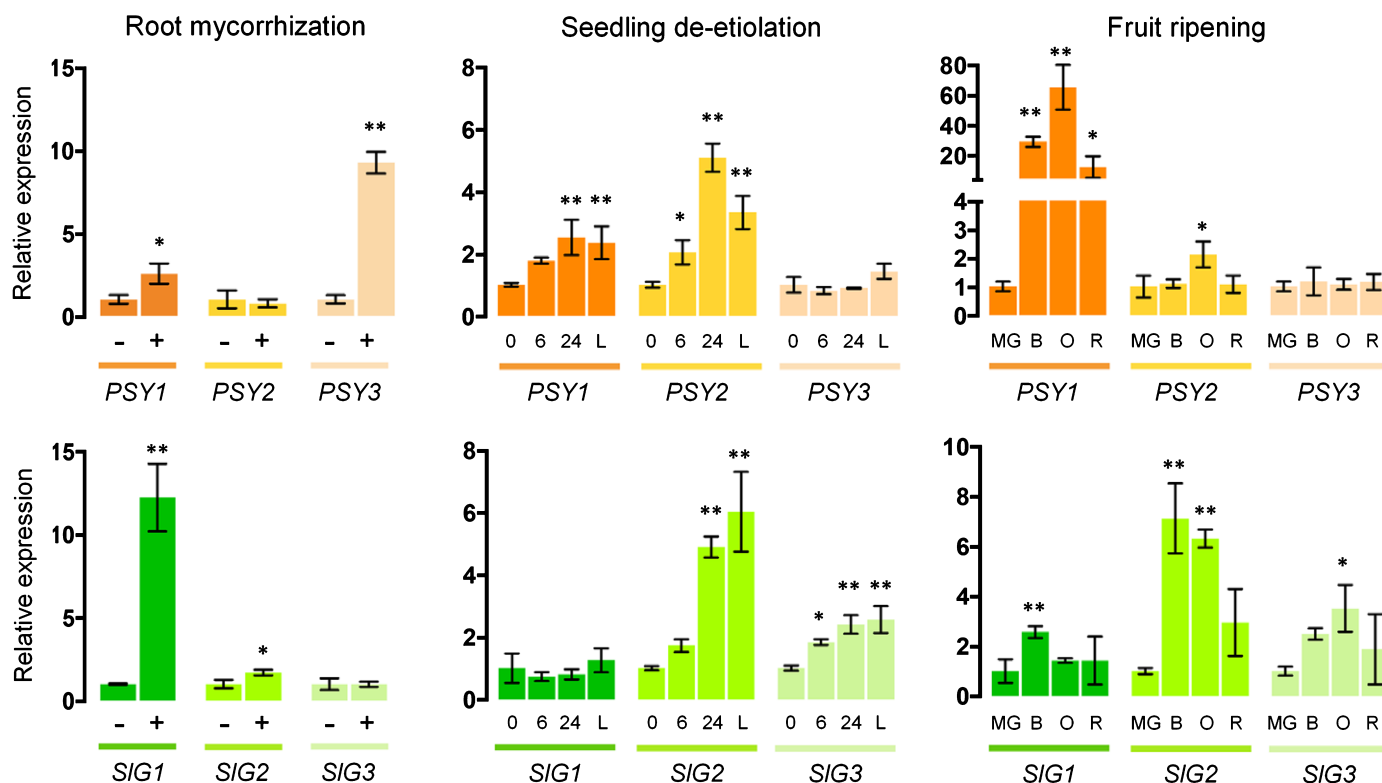 Root mycorrhization
Seedling de-etiolation
Fruit ripening
Relative expression
15
10
5
0
*
**
- + - + - +
PSY1 PSY2 PSY3
8
6
4
2
0
** ** * ** **
0 6 24 L 0 6 24 L 0 6 24 L
PSY1 PSY2 PSY3
80
60
40
20
4
3
2
1
0
** ** * *
MG B O R MG B O R MG B O R
PSY1 PSY2 PSY3
Relative expression
15
10
5
0
** *
- + - + - +
SlG1 SlG2 SlG3
8
6
4
2
0
** ** * ** **
0 6 24 L 0 6 24 L 0 6 24 L
SlG1 SlG2 SlG3
10
8
6
4
2
0
** ** ** *
MG B O R MG B O R MG B O R
SlG1 SlG2 SlG3